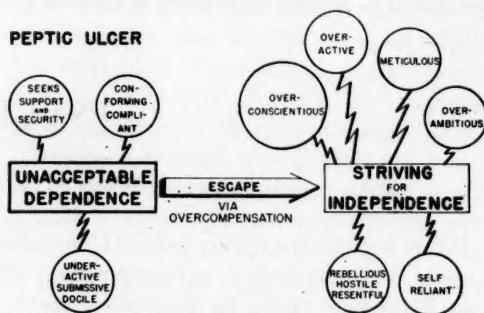 PEPTIC ULCER
SEEKS
SUPPORT
AND
SECURITY
CON-
FORMING-
COMPLI-
ANT
UNACCEPTABLE
DEPENDENCE
UNDER-
ACTIVE
SUBMISSIVE
DOCILE
ESCAPE
VIA
OVERCOMPENSATION
OVER-
CONSCIENTIOUS
OVER-
ACTIVE
METICULOUS
OVER-
AMBITIOUS
STRIVING
FOR
INDEPENDENCE
REBELLIOUS
HOSTILE
RESENTFUL
SELF
RELIANT